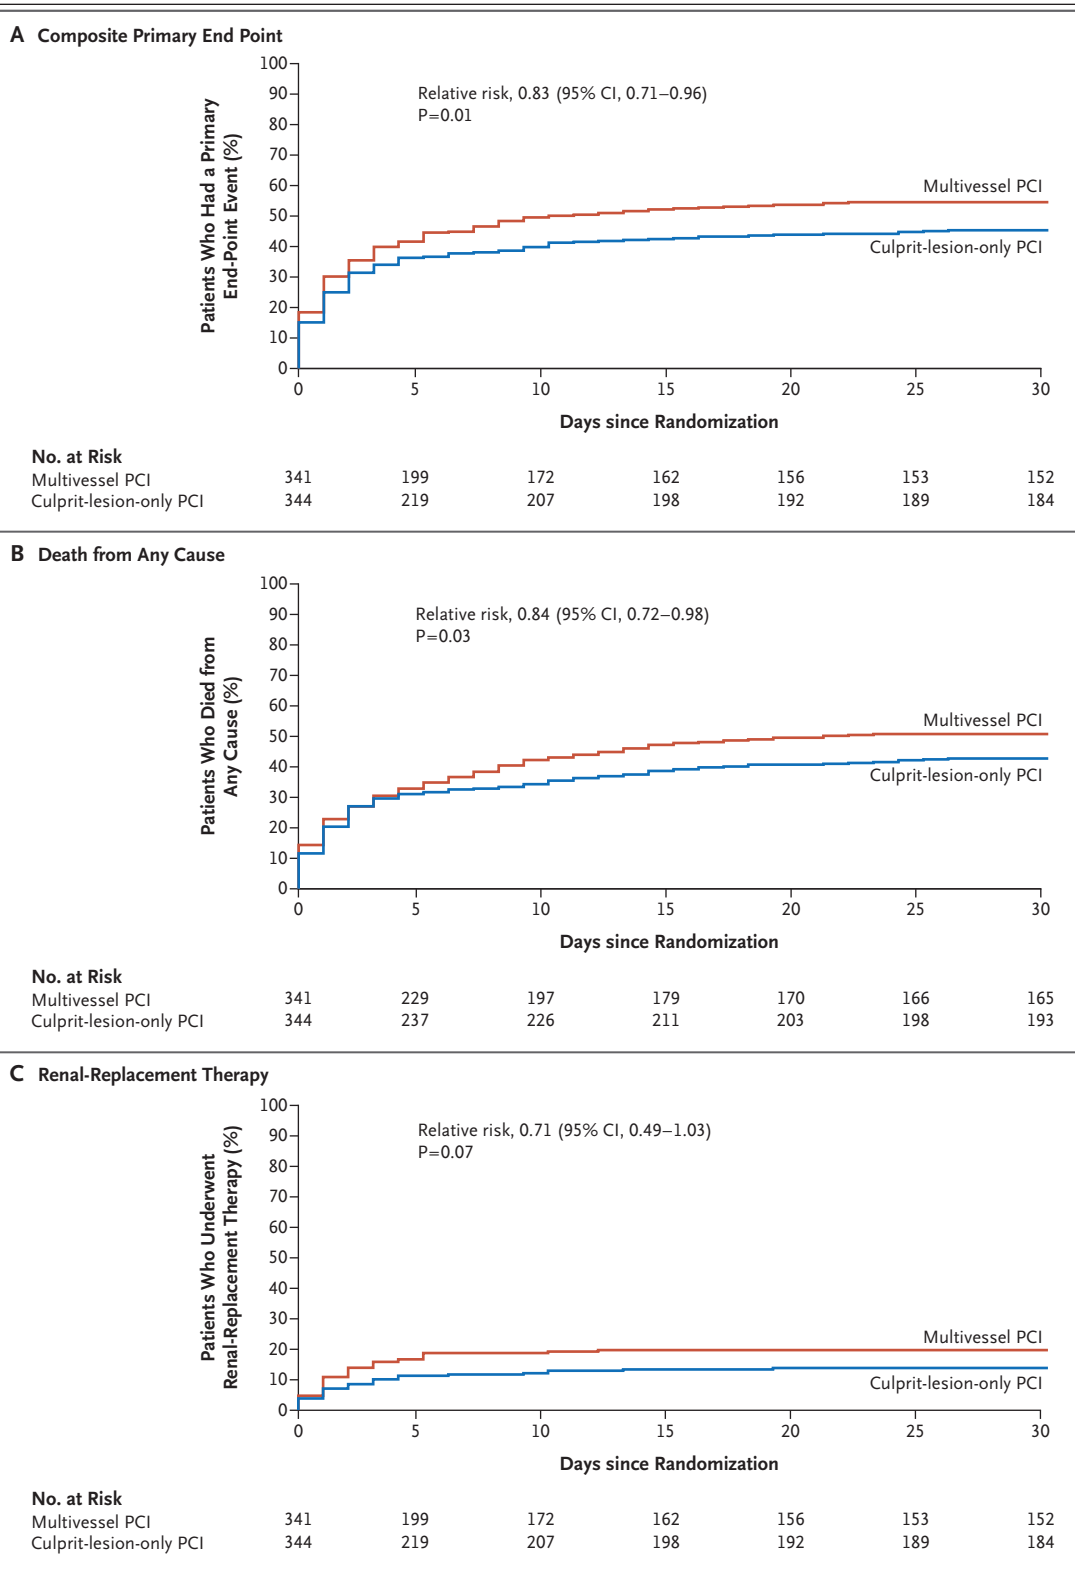 A Composite Primary End Point
Patients Who Had a Primary
End-Point Event (%)
100
90
80
70
60
50
40
30
20
10
0
Relative risk, 0.83 (95% CI, 0.71–0.96)
P=0.01
Multivessel PCI
Culprit-lesion-only PCI
0 5 10 15 20 25 30
Days since Randomization
No. at Risk
Multivessel PCI 341 199 172 162 156 153 152
Culprit-lesion-only PCI 344 219 207 198 192 189 184
B Death from Any Cause
Patients Who Died from
Any Cause (%)
100
90
80
70
60
50
40
30
20
10
0
Relative risk, 0.84 (95% CI, 0.72–0.98)
P=0.03
Multivessel PCI
Culprit-lesion-only PCI
0 5 10 15 20 25 30
Days since Randomization
No. at Risk
Multivessel PCI 341 229 197 179 170 166 165
Culprit-lesion-only PCI 344 237 226 211 203 198 193
C Renal-Replacement Therapy
Patients Who Underwent
Renal-Replacement Therapy (%)
100
90
80
70
60
50
40
30
20
10
0
Relative risk, 0.71 (95% CI, 0.49–1.03)
P=0.07
Multivessel PCI
Culprit-lesion-only PCI
0 5 10 15 20 25 30
Days since Randomization
No. at Risk
Multivessel PCI 341 199 172 162 156 153 152
Culprit-lesion-only PCI 344 219 207 198 192 189 184